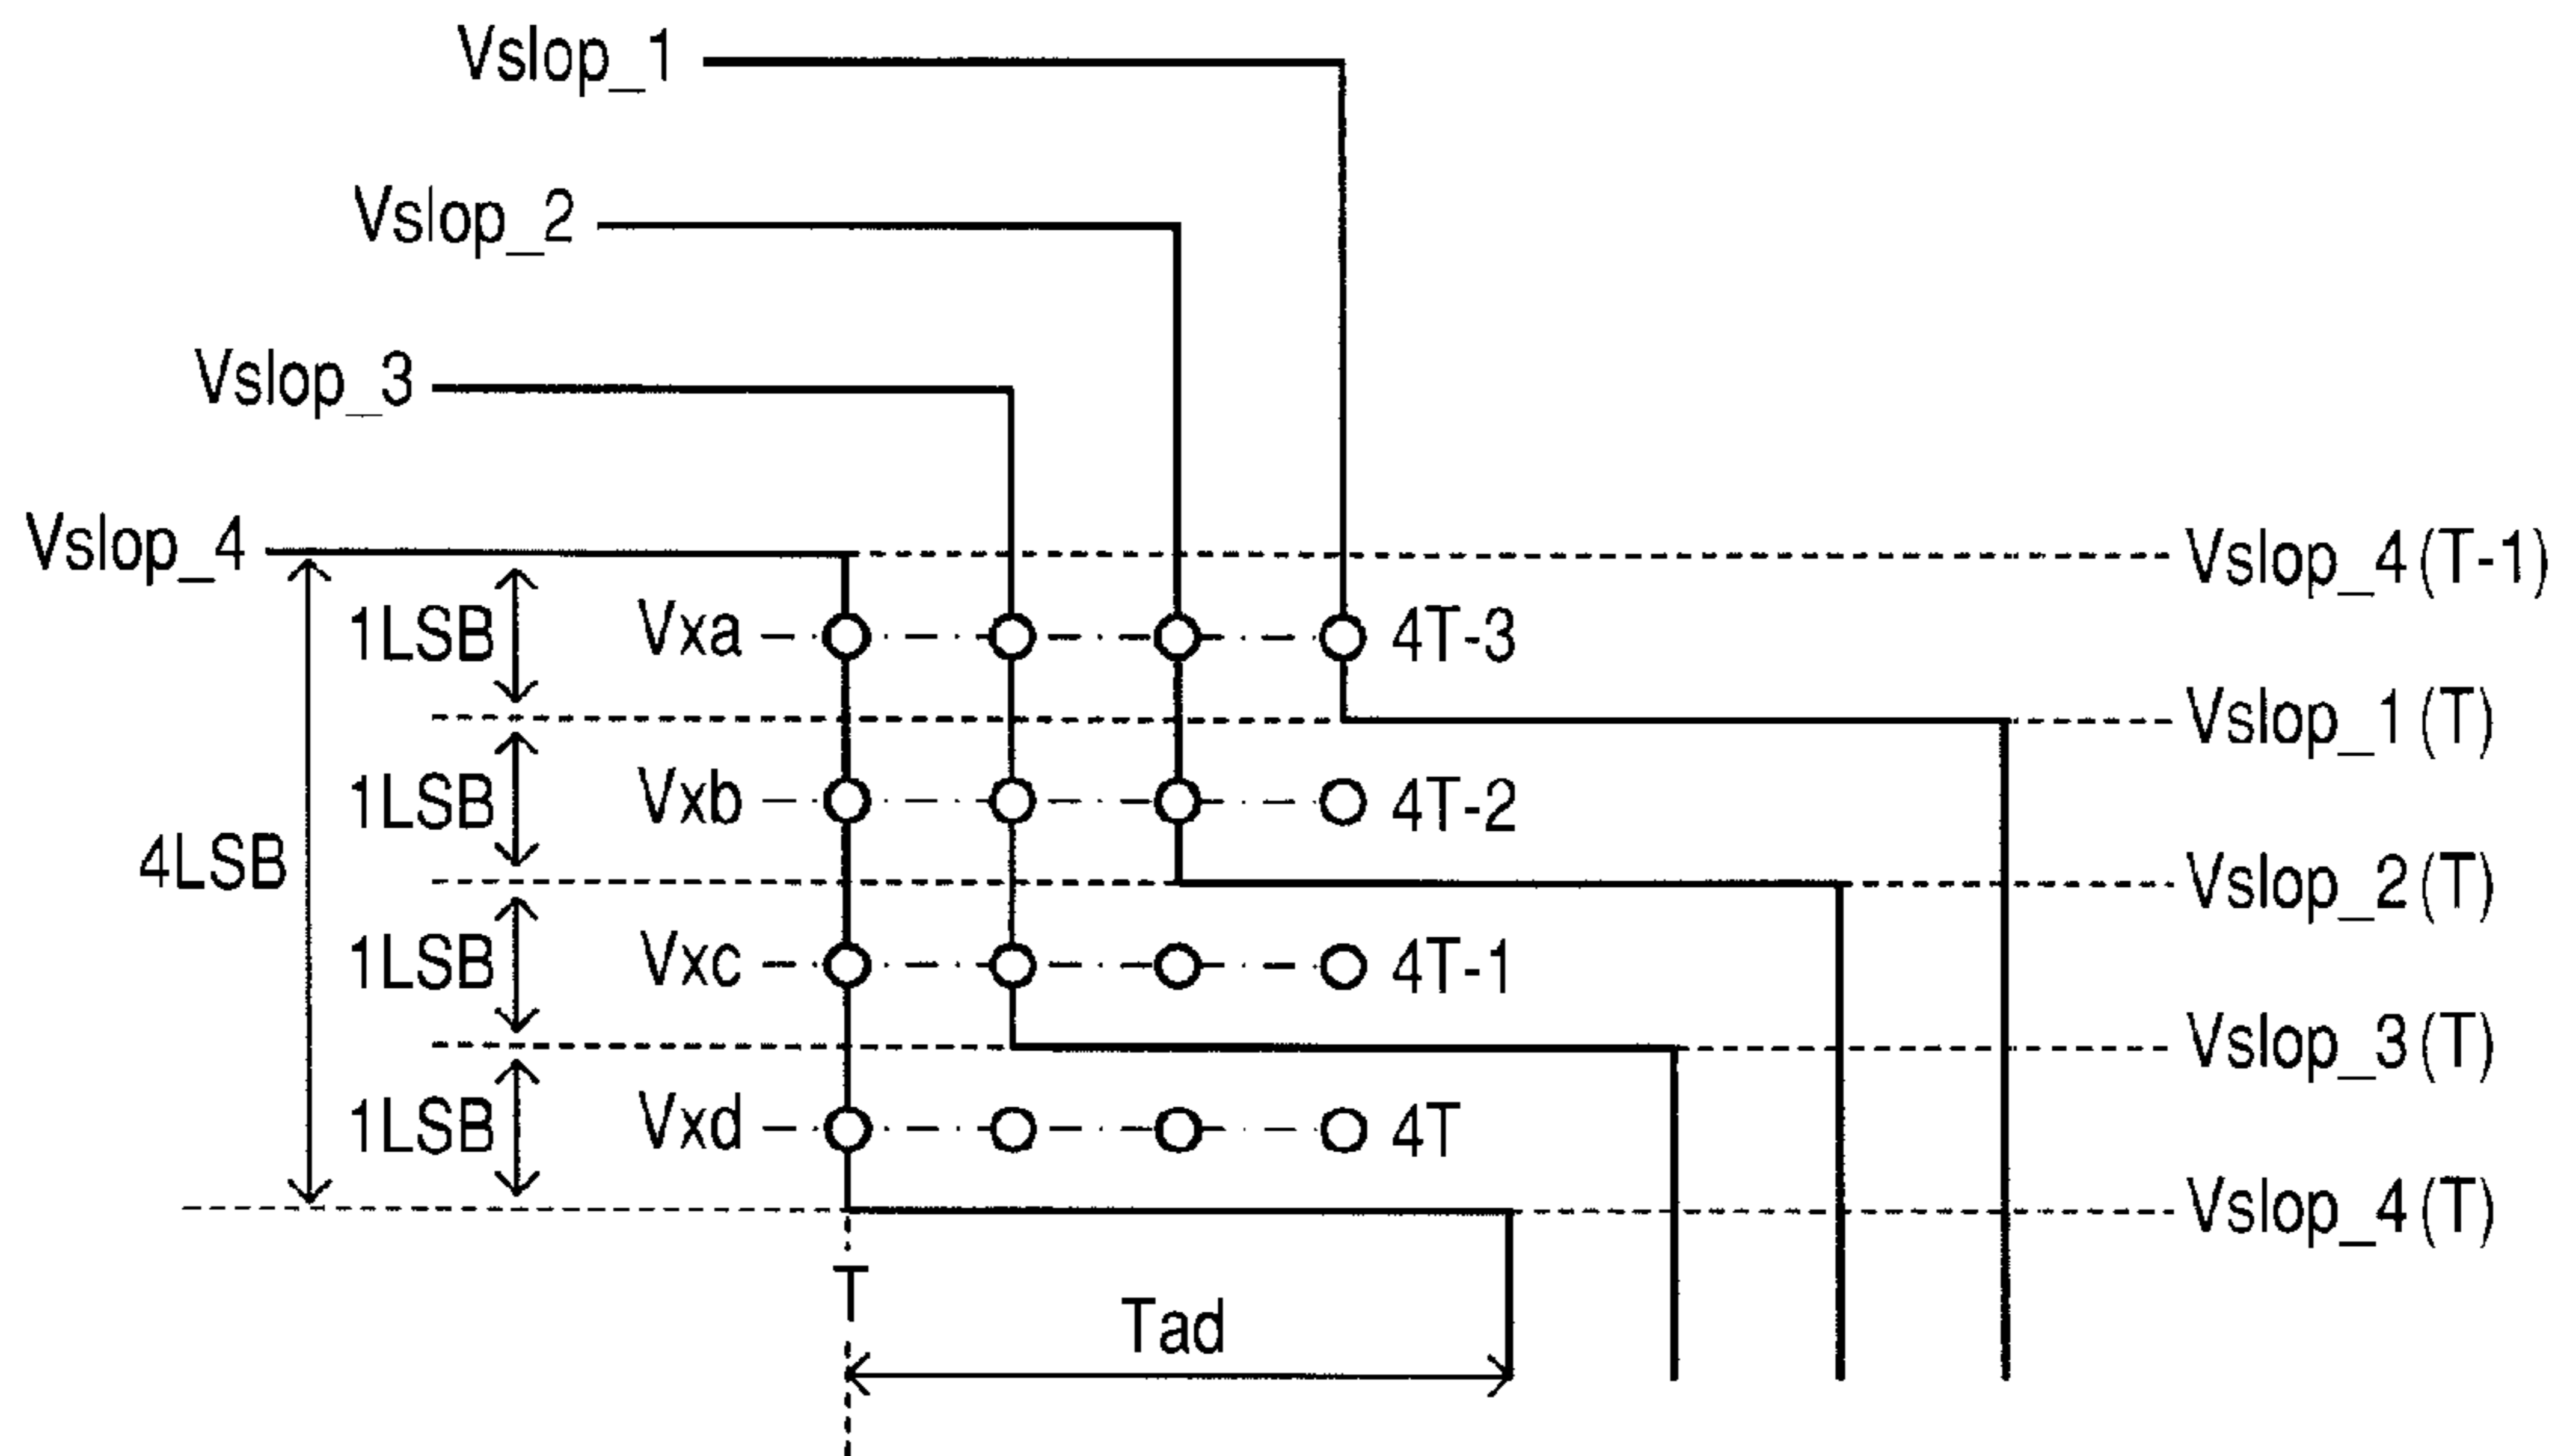 Vslop_1
Vslop_2
Vslop_3
Vslop_4
Vslop_4(T-1)
1LSB
Vxa
4T-3
Vslop_1(T)
1LSB
Vxb
4T-2
4LSB
Vslop_2(T)
1LSB
Vxc
4T-1
Vslop_3(T)
1LSB
Vxd
4T
Vslop_4(T)
T
Tad